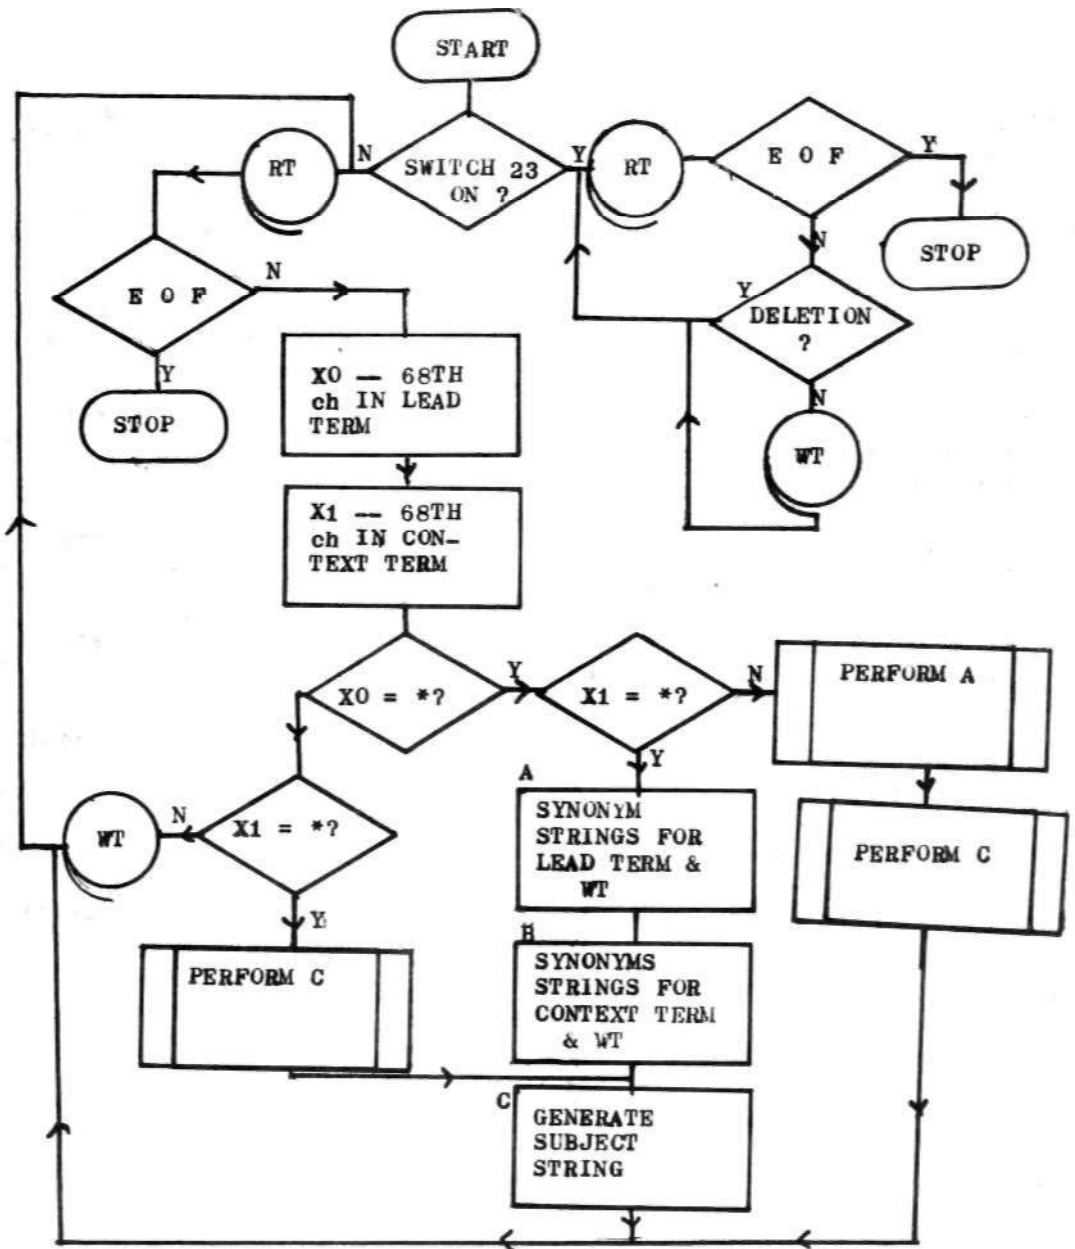 START
SWITCH 23
ON ?
N
Y
RT
RT
E O F
Y
STOP
N
DELETION
?
Y
N
WT
E O F
N
Y
STOP
X0 -- 68TH
ch IN LEAD
TERM
X1 -- 68TH
ch IN CON-
TEXT TERM
X0 = *?
Y
X1 = *?
N
PERFORM A
PERFORM C
Y
A
SYNONYM
STRINGS FOR
LEAD TERM &
WT
B
SYNONYMS
STRINGS FOR
CONTEXT TERM
& WT
C
GENERATE
SUBJECT
STRING
X1 = *?
N
WT
Y
PERFORM C